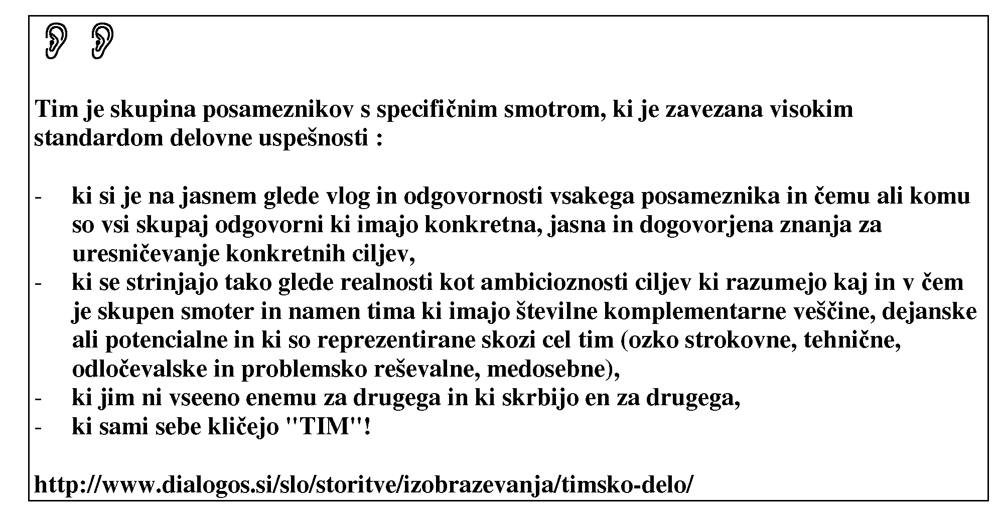 Tim je skupina posameznikov s specifičnim smotrom, ki je zavezana visokim
standardom delovne uspešnosti :
- ki si je na jasnem glede vlog in odgovornosti vsakega posameznika in čemu ali komu
so vsi skupaj odgovorni ki imajo konkretna, jasna in dogovorjena znanja za
uresničevanje konkretnih ciljev,
- ki se strinjajo tako glede realnosti kot ambicioznosti ciljev ki razumejo kaj in v čem
je skupen smoter in namen tima ki imajo številne komplementarne veščine, dejanske
ali potencialne in ki so reprezentirane skozi cel tim (ozko strokovne, tehnične,
odločevalske in problemsko reševalne, medosebne),
- ki jim ni vseeno enemu za drugega in ki skrbijo en za drugega,
- ki sami sebe kličejo "TIM"!
http://www.dialogos.si/slo/storitve/izobrazevanja/timsko-delo/